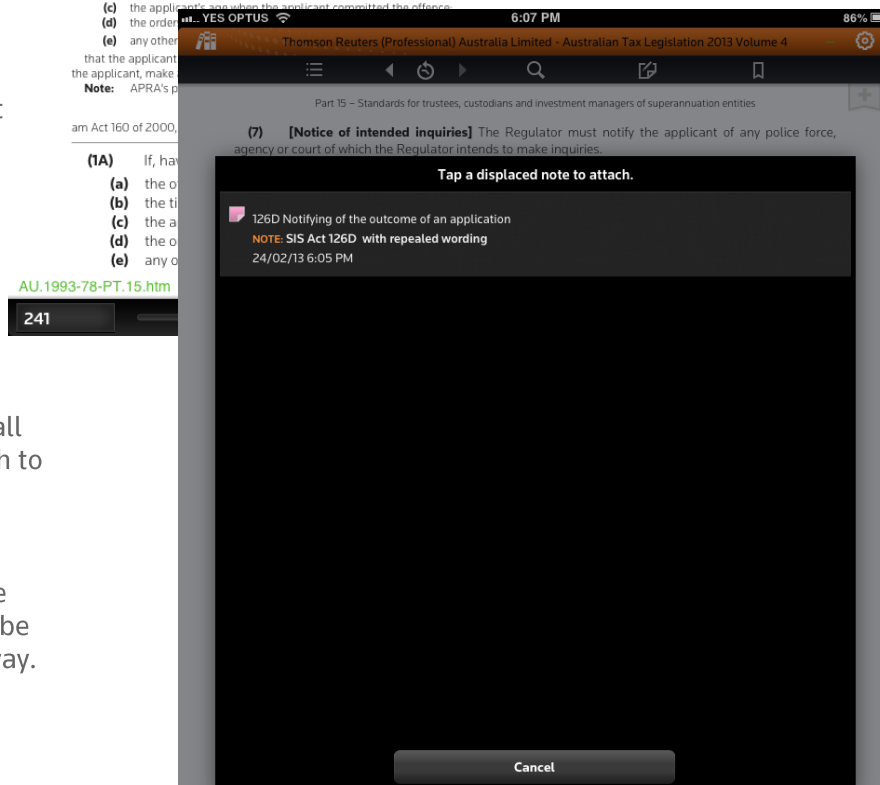 (c) the applicant's age when the applicant committed the offence;
(d) the order
(e) any other
that the applicant
the applicant, make
Note: APRA's p
am Act 160 of 2000,
(1A) If, hav
(a) the o
(b) the ti
(c) the a
(d) the o
(e) any o
AU.1993-78-PT.15.htm
241
all
h to
e
be
ay.
YES OPTUS 6:07 PM 86%
Thomson Reuters (Professional) Australia Limited - Australian Tax Legislation 2013 Volume 4
Part 15 – Standards for trustees, custodians and investment managers of superannuation entities
(7) [Notice of intended inquiries] The Regulator must notify the applicant of any police force,
agency or court of which the Regulator intends to make inquiries.
Tap a displaced note to attach.
126D Notifying of the outcome of an application
NOTE: SIS Act 126D with repealed wording
24/02/13 6:05 PM
Cancel